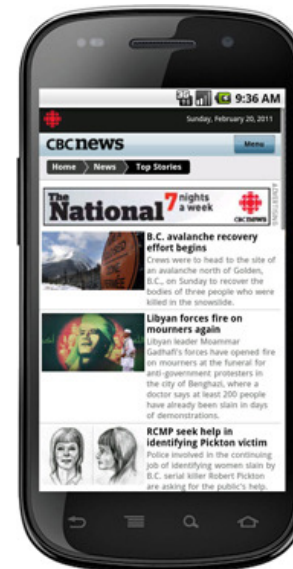 3G
9:36 AM
Sunday, February 20, 2011
CBCnews
Menu
Home
News
Top Stories
The National 7 nights a week
CBCnews
ADVERTISING
B.C. avalanche recovery
effort begins
Crews were to head to the site of
an avalanche north of Golden,
B.C., on Sunday to recover the
bodies of three people who were
killed in the snowslide.
Libyan forces fire on
mourners again
Libyan leader Moammar
Gadhafi's forces have opened fire
on mourners at the funeral for
anti-government protesters in
the city of Benghazi, where a
doctor says at least 200 people
have already been slain in days
of demonstrations.
RCMP seek help in
identifying Pickton victim
Police involved in the continuing
job of identifying women slain by
B.C. serial killer Robert Pickton
are asking for the public's help.